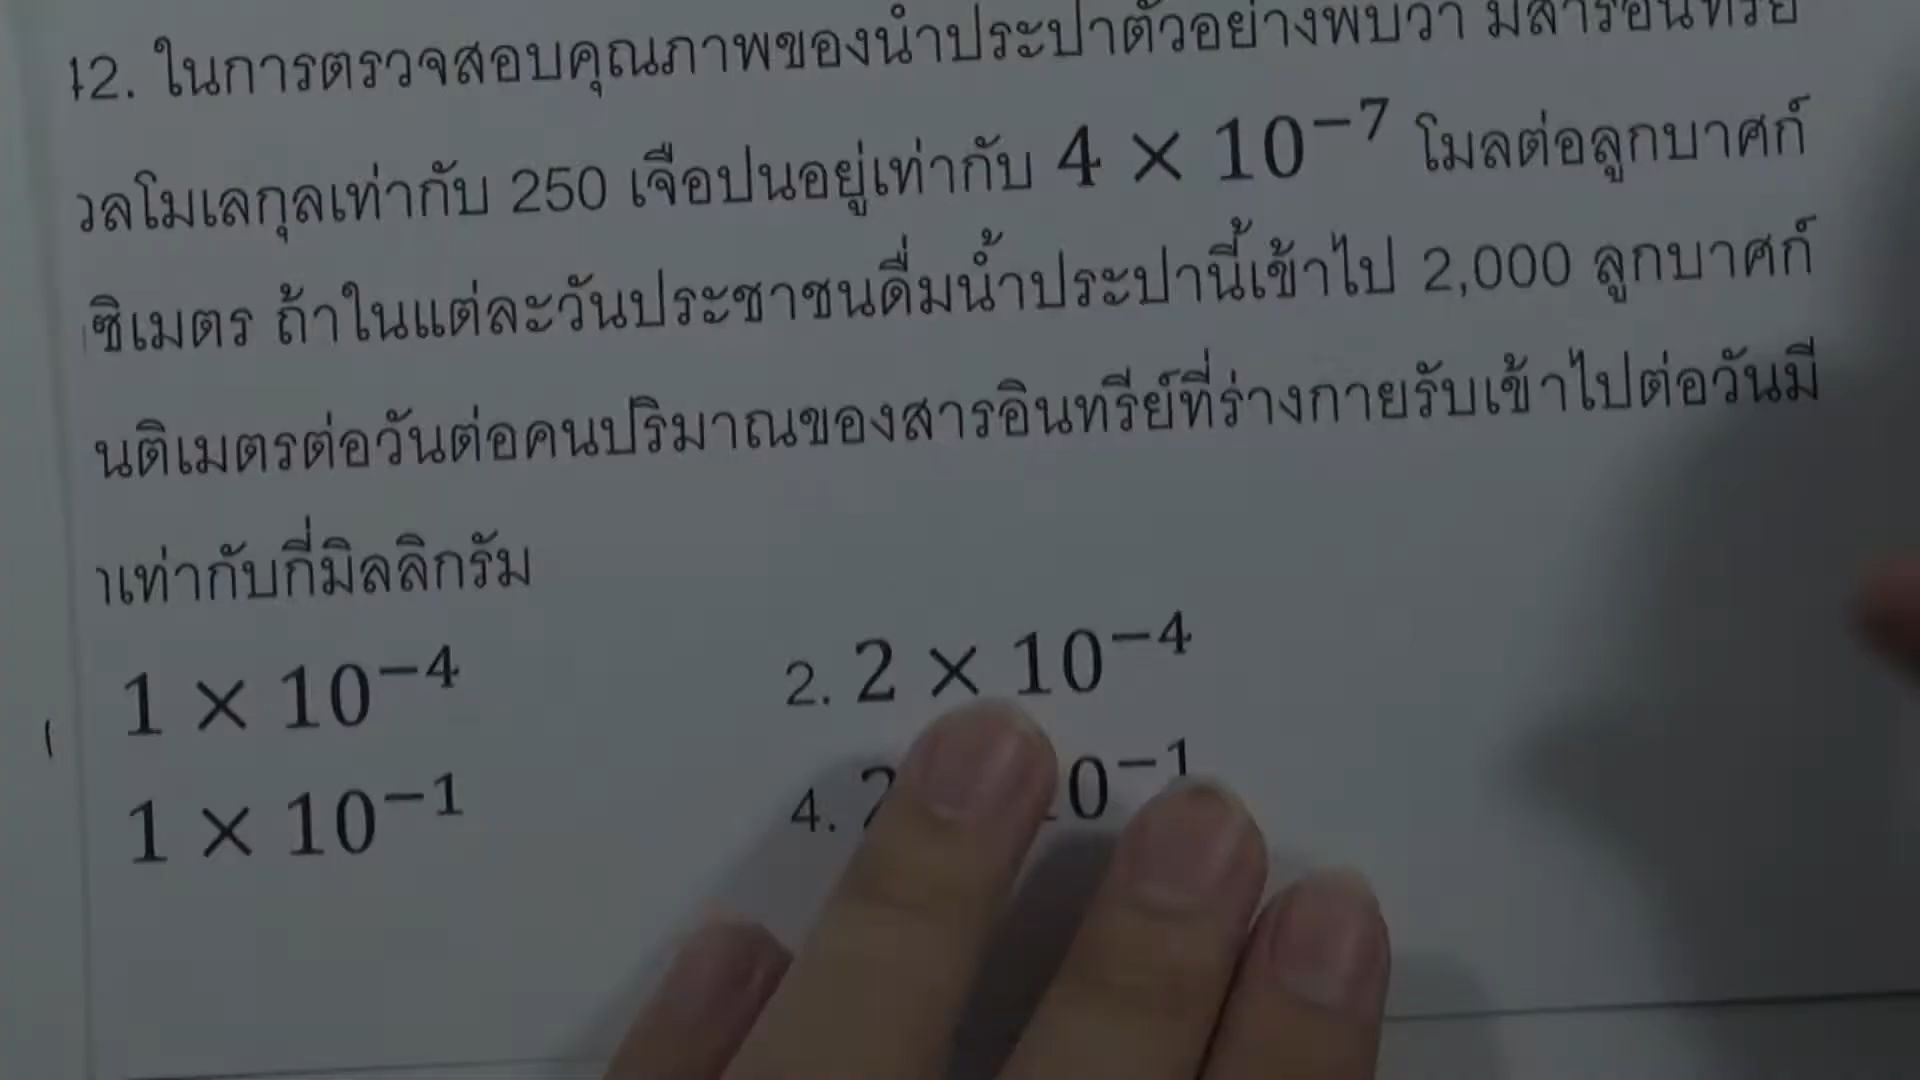 12. ในการตรวจสอบคุณภาพของน้ำประปาตัวอย่างพบว่า มีสารอินทรีย์
วลโมเลกุลเท่ากับ 250 เจือปนอยู่เท่ากับ 4 × 10⁻⁷ โมลต่อลูกบาศก์
ซิเมตร ถ้าในแต่ละวันประชาชนดื่มน้ำประปานี้เข้าไป 2,000 ลูกบาศก์
นติเมตรต่อวันต่อคนปริมาณของสารอินทรีย์ที่ร่างกายรับเข้าไปต่อวันมี
าเท่ากับกี่มิลลิกรัม
1 × 10⁻⁴ 2. 2 × 10⁻⁴
1 × 10⁻¹ 4. 2 10⁻¹